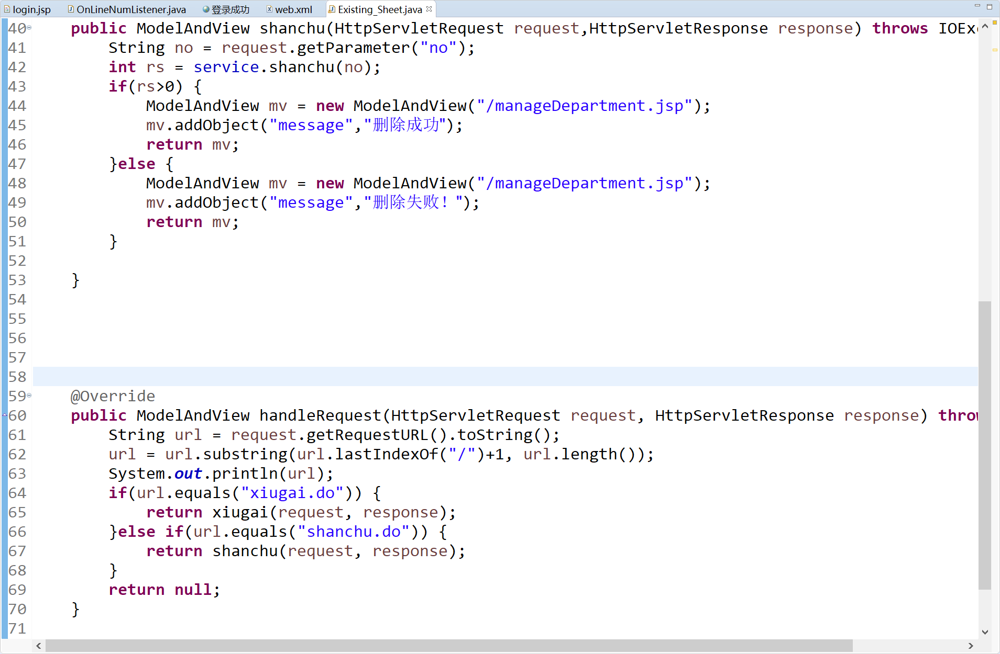 login.jsp OnLineNumListener.java 登录成功 web.xml Existing_Sheet.java
40 public ModelAndView shanchu(HttpServletRequest request,HttpServletResponse response) throws IOEx
41 String no = request.getParameter("no");
42 int rs = service.shanchu(no);
43 if(rs>0) {
44 ModelAndView mv = new ModelAndView("/manageDepartment.jsp");
45 mv.addObject("message","删除成功");
46 return mv;
47 }else {
48 ModelAndView mv = new ModelAndView("/manageDepartment.jsp");
49 mv.addObject("message","删除失败！");
50 return mv;
51 }
52
53 }
54
55
56
57
58
59 @Override
60 public ModelAndView handleRequest(HttpServletRequest request, HttpServletResponse response) throw
61 String url = request.getRequestURL().toString();
62 url = url.substring(url.lastIndexOf("/")+1, url.length());
63 System.out.println(url);
64 if(url.equals("xiugai.do")) {
65 return xiugai(request, response);
66 }else if(url.equals("shanchu.do")) {
67 return shanchu(request, response);
68 }
69 return null;
70 }
71